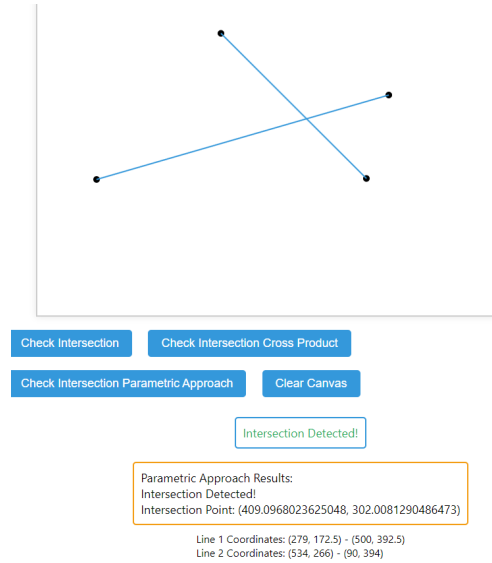 Check Intersection
Check Intersection Cross Product
Check Intersection Parametric Approach
Clear Canvas
Intersection Detected!
Parametric Approach Results:
Intersection Detected!
Intersection Point: (409.0968023625048, 302.0081290486473)
Line 1 Coordinates: (279, 172.5) - (500, 392.5)
Line 2 Coordinates: (534, 266) - (90, 394)